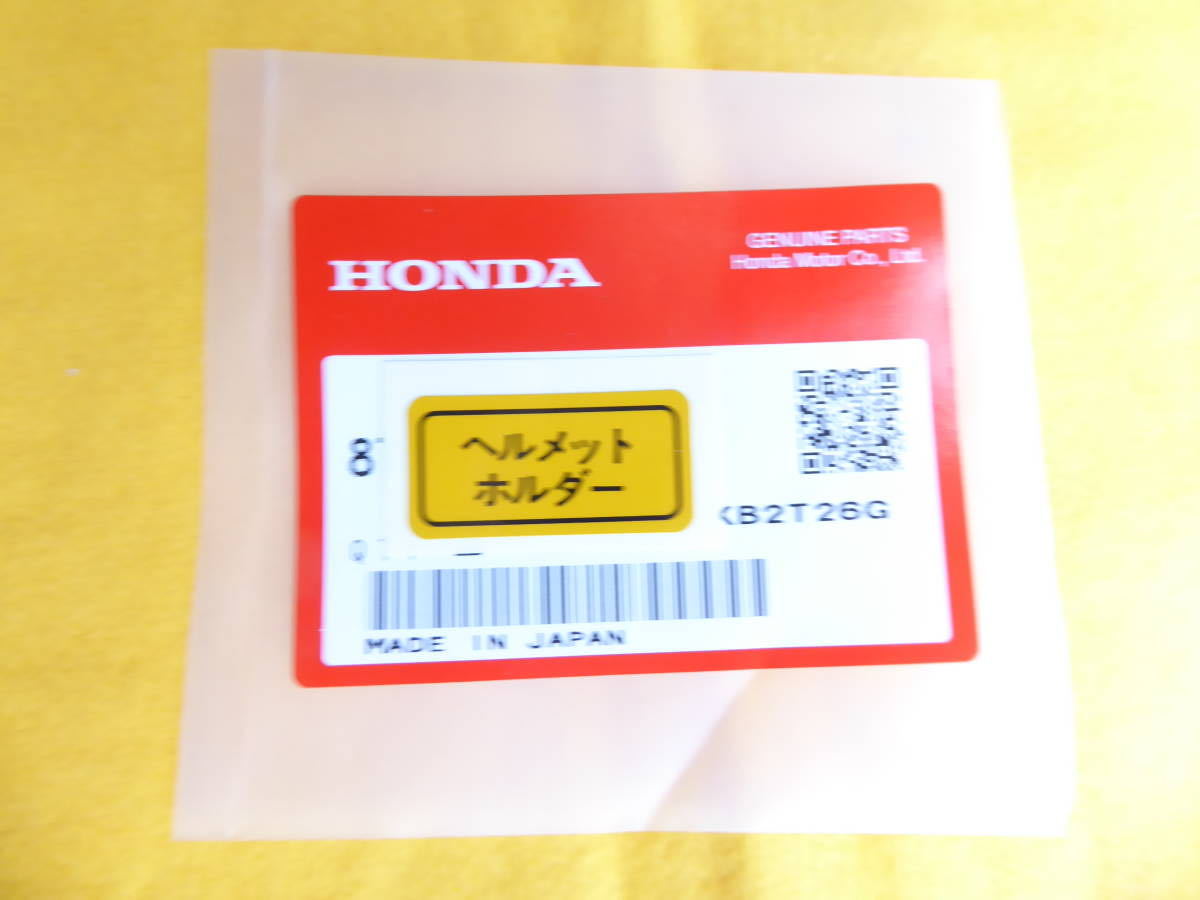 HONDA
GENUINE PARTS
Honda Motor Co., Ltd.
ヘルメット
ホルダー
KB2T26G
MADE IN JAPAN